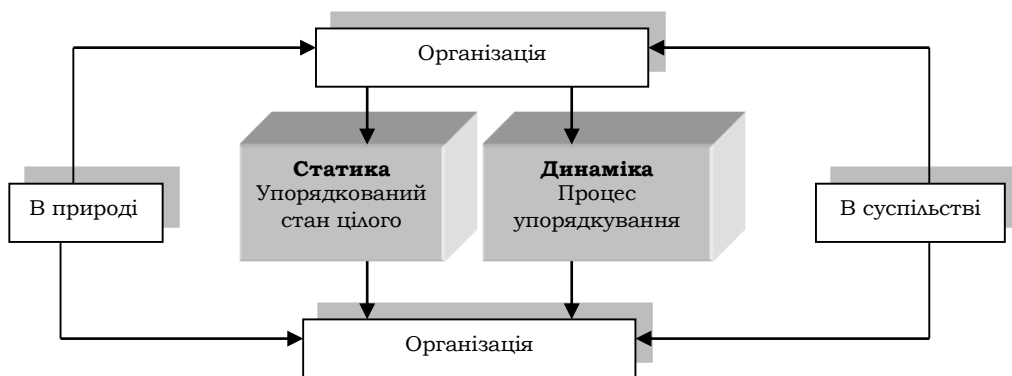 Організація
Статика
Упорядкований
стан цілого
Динаміка
Процес
упорядкування
В природі
В суспільстві
Організація